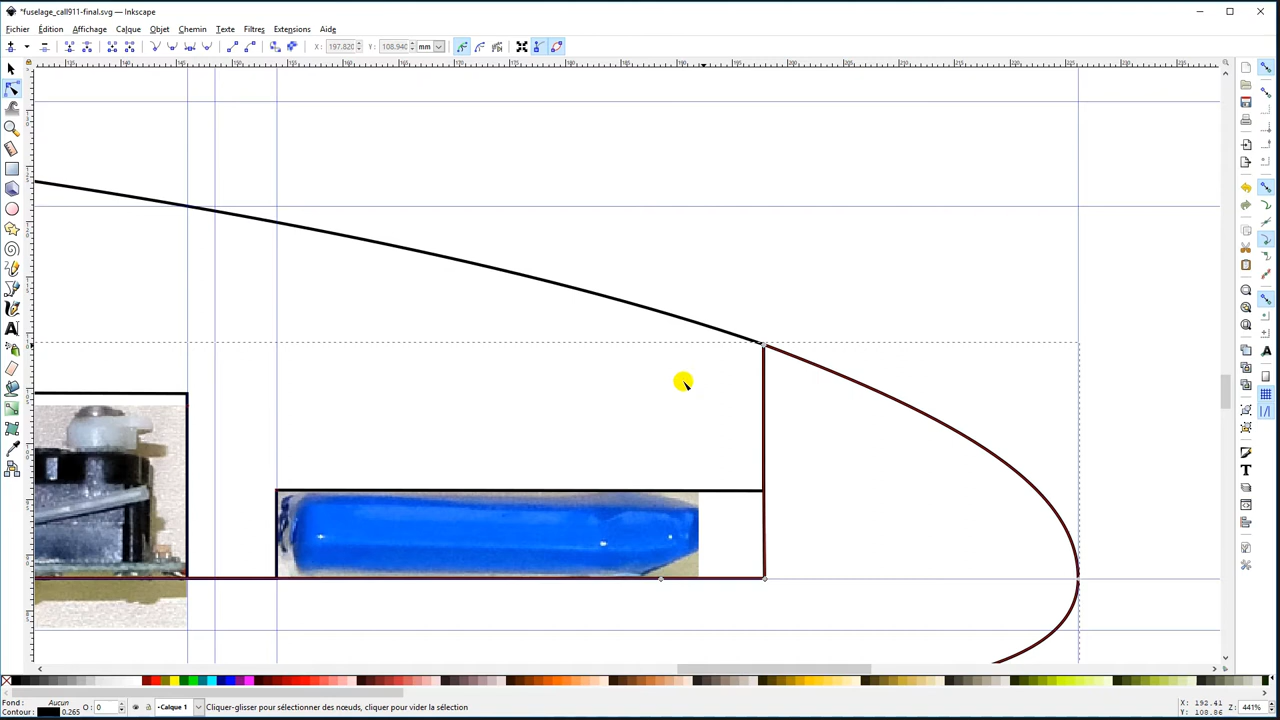 *fuselage_call911-final.svg — Inkscape
Fichier Édition Affichage Calque Objet Chemin Texte Filtres Extensions Aide
X: 197.820 Y: 108.940 mm
Fond : Aucun O : 0 •Calque 1 Cliquer-glisser pour sélectionner des nœuds, cliquer pour vider la sélection X: 192.41 Z: 441%
Contour : 0.265 Y: 108.86